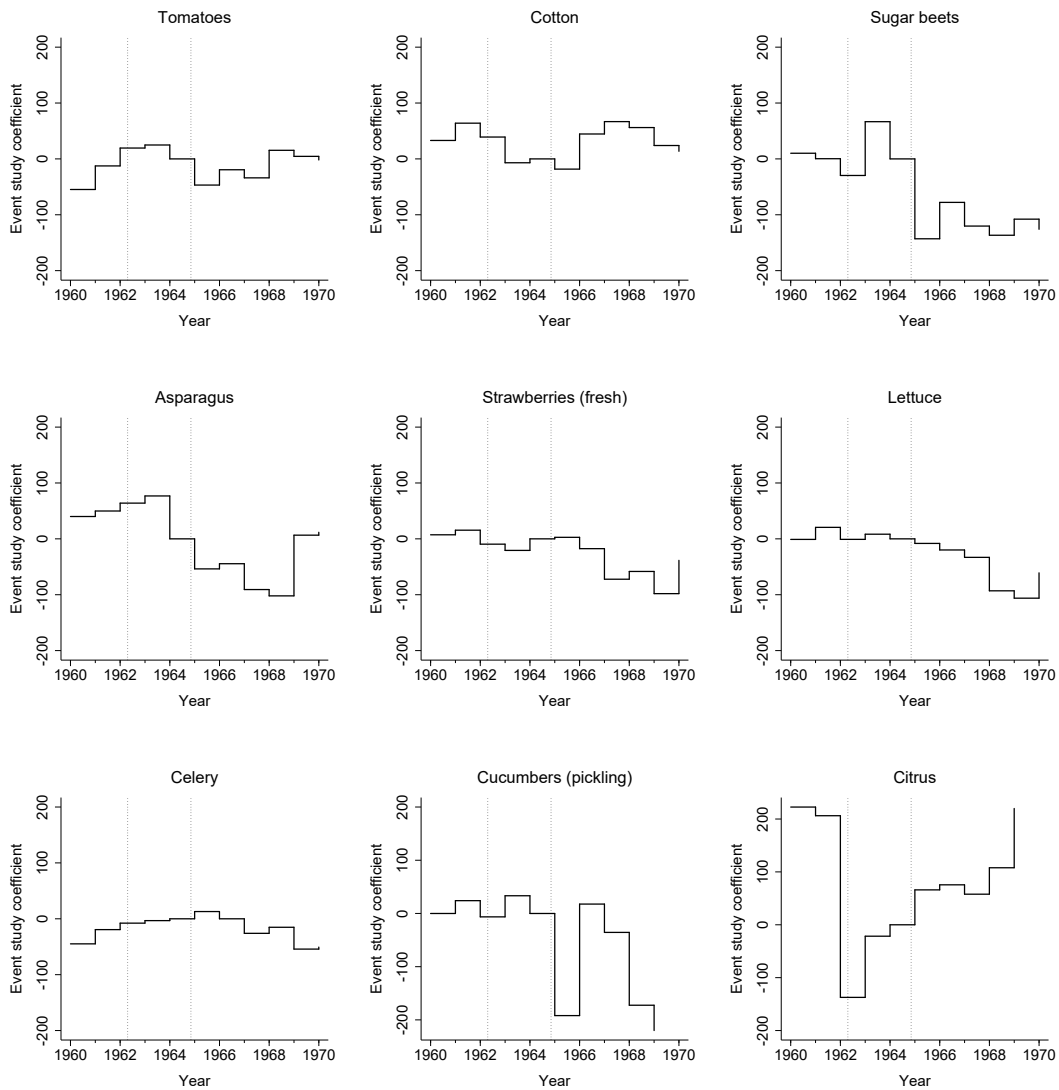 Tomatoes
Event study coefficient
200
100
0
-100
-200
1960 1962 1964 1966 1968 1970
Year
Cotton
Event study coefficient
200
100
0
-100
-200
1960 1962 1964 1966 1968 1970
Year
Sugar beets
Event study coefficient
200
100
0
-100
-200
1960 1962 1964 1966 1968 1970
Year
Asparagus
Event study coefficient
200
100
0
-100
-200
1960 1962 1964 1966 1968 1970
Year
Strawberries (fresh)
Event study coefficient
200
100
0
-100
-200
1960 1962 1964 1966 1968 1970
Year
Lettuce
Event study coefficient
200
100
0
-100
-200
1960 1962 1964 1966 1968 1970
Year
Celery
Event study coefficient
200
100
0
-100
-200
1960 1962 1964 1966 1968 1970
Year
Cucumbers (pickling)
Event study coefficient
200
100
0
-100
-200
1960 1962 1964 1966 1968 1970
Year
Citrus
Event study coefficient
200
100
0
-100
-200
1960 1962 1964 1966 1968 1970
Year